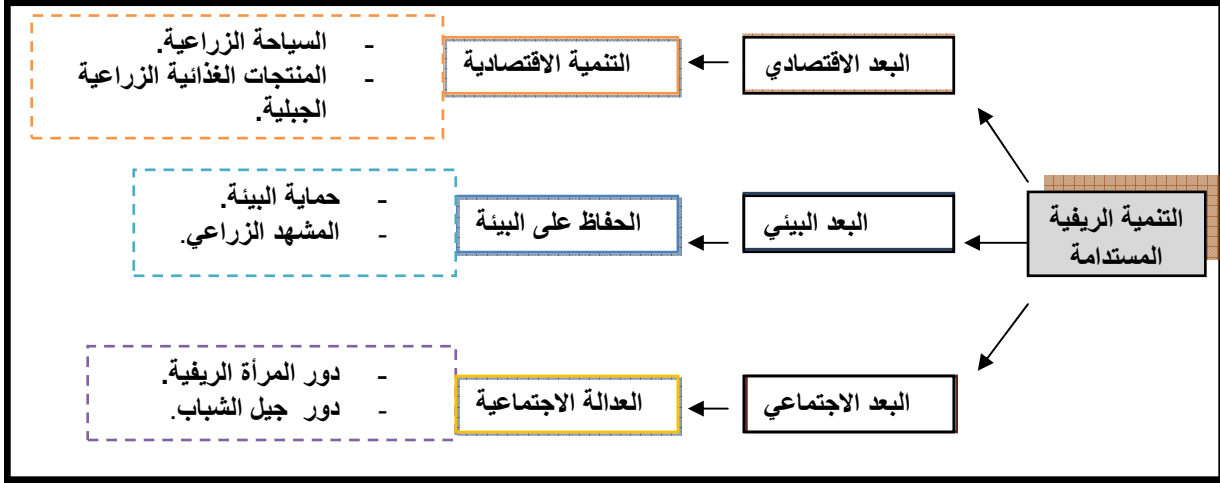 التنمية الريفية
المستدامة
البعد الاقتصادي
التنمية الاقتصادية
- السياحة الزراعية.
- المنتجات الغذائية الزراعية
الجبلية.
البعد البيئي
الحفاظ على البيئة
- حماية البيئة.
- المشهد الزراعي.
البعد الاجتماعي
العدالة الاجتماعية
- دور المرأة الريفية.
- دور جيل الشباب.